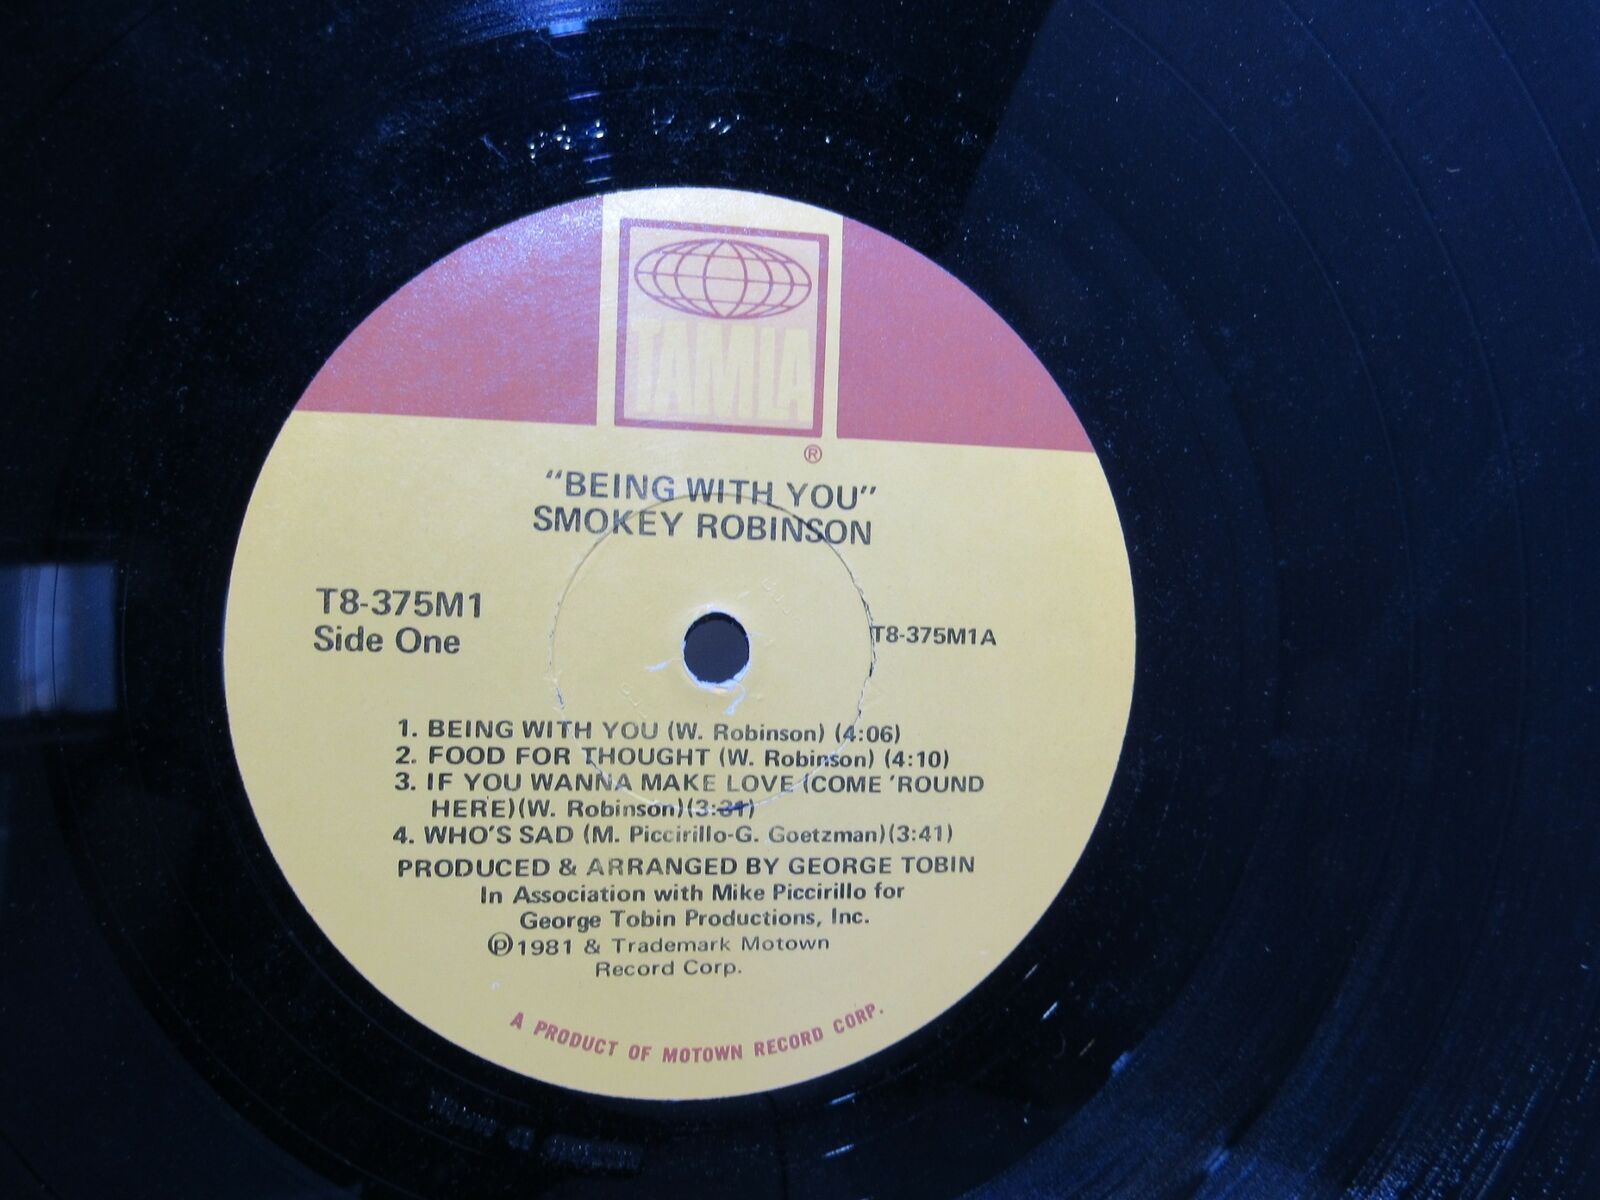 TAMLA
®
"BEING WITH YOU"
SMOKEY ROBINSON
T8-375M1
Side One
T8-375M1A
1. BEING WITH YOU (W. Robinson) (4:06)
2. FOOD FOR THOUGHT (W. Robinson) (4:10)
3. IF YOU WANNA MAKE LOVE (COME 'ROUND
HERE)(W. Robinson)(3:31)
4. WHO'S SAD (M. Piccirillo-G. Goetzman)(3:41)
PRODUCED & ARRANGED BY GEORGE TOBIN
In Association with Mike Piccirillo for
George Tobin Productions, Inc.
℗1981 & Trademark Motown
Record Corp.
A PRODUCT OF MOTOWN RECORD CORP.